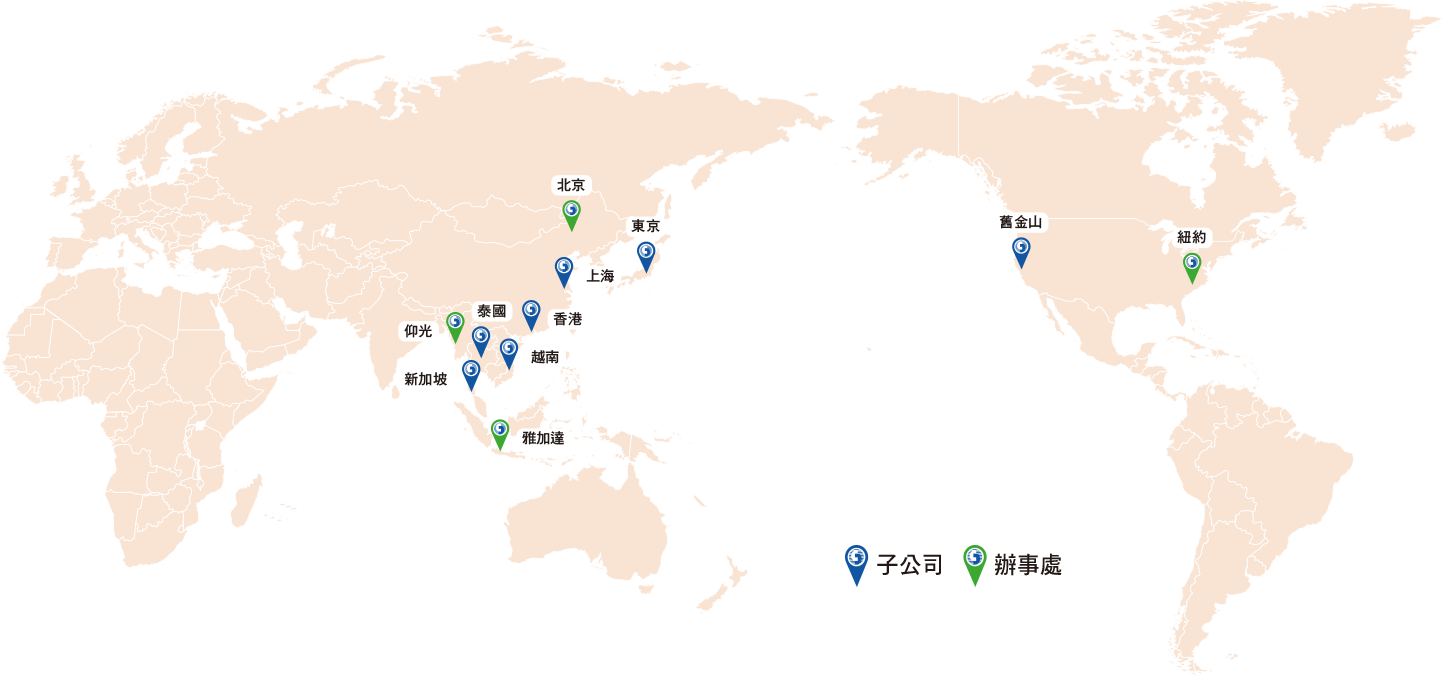 北京
東京
舊金山
紐約
上海
泰國
香港
仰光
越南
新加坡
雅加達
子公司
辦事處